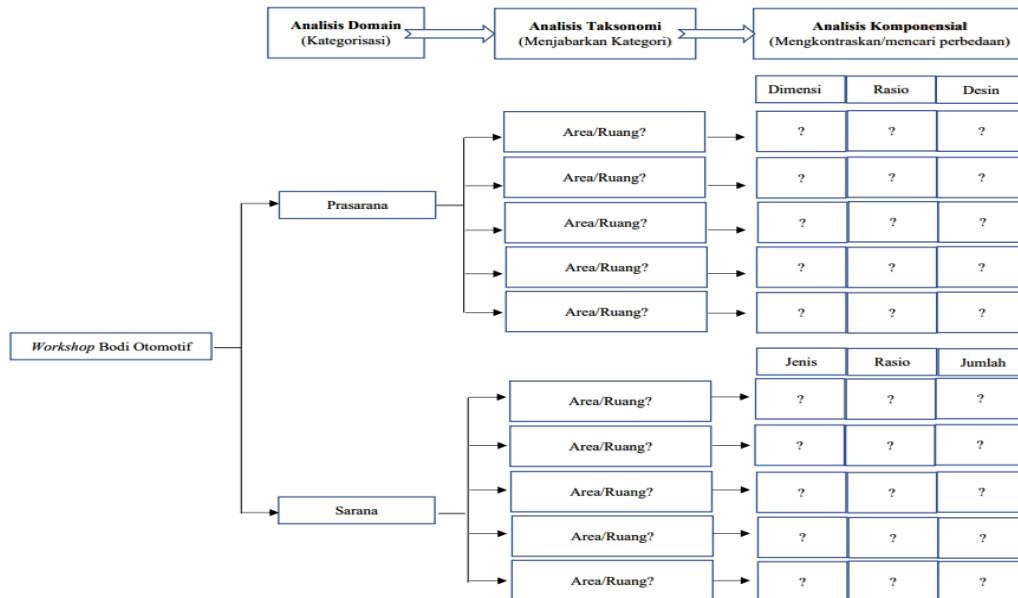 Analisis Domain
(Kategorisasi)
Analisis Taksonomi
(Menjabarkan Kategori)
Analisis Komponensial
(Mengkontraskan/mencari perbedaan)
Dimensi Rasio Desin
Area/Ruang? ? ? ?
Area/Ruang? ? ? ?
Prasarana
Area/Ruang? ? ? ?
Area/Ruang? ? ? ?
Area/Ruang? ? ? ?
Workshop Bodi Otomotif
Jenis Rasio Jumlah
Area/Ruang? ? ? ?
Area/Ruang? ? ? ?
Area/Ruang? ? ? ?
Sarana
Area/Ruang? ? ? ?
Area/Ruang? ? ? ?